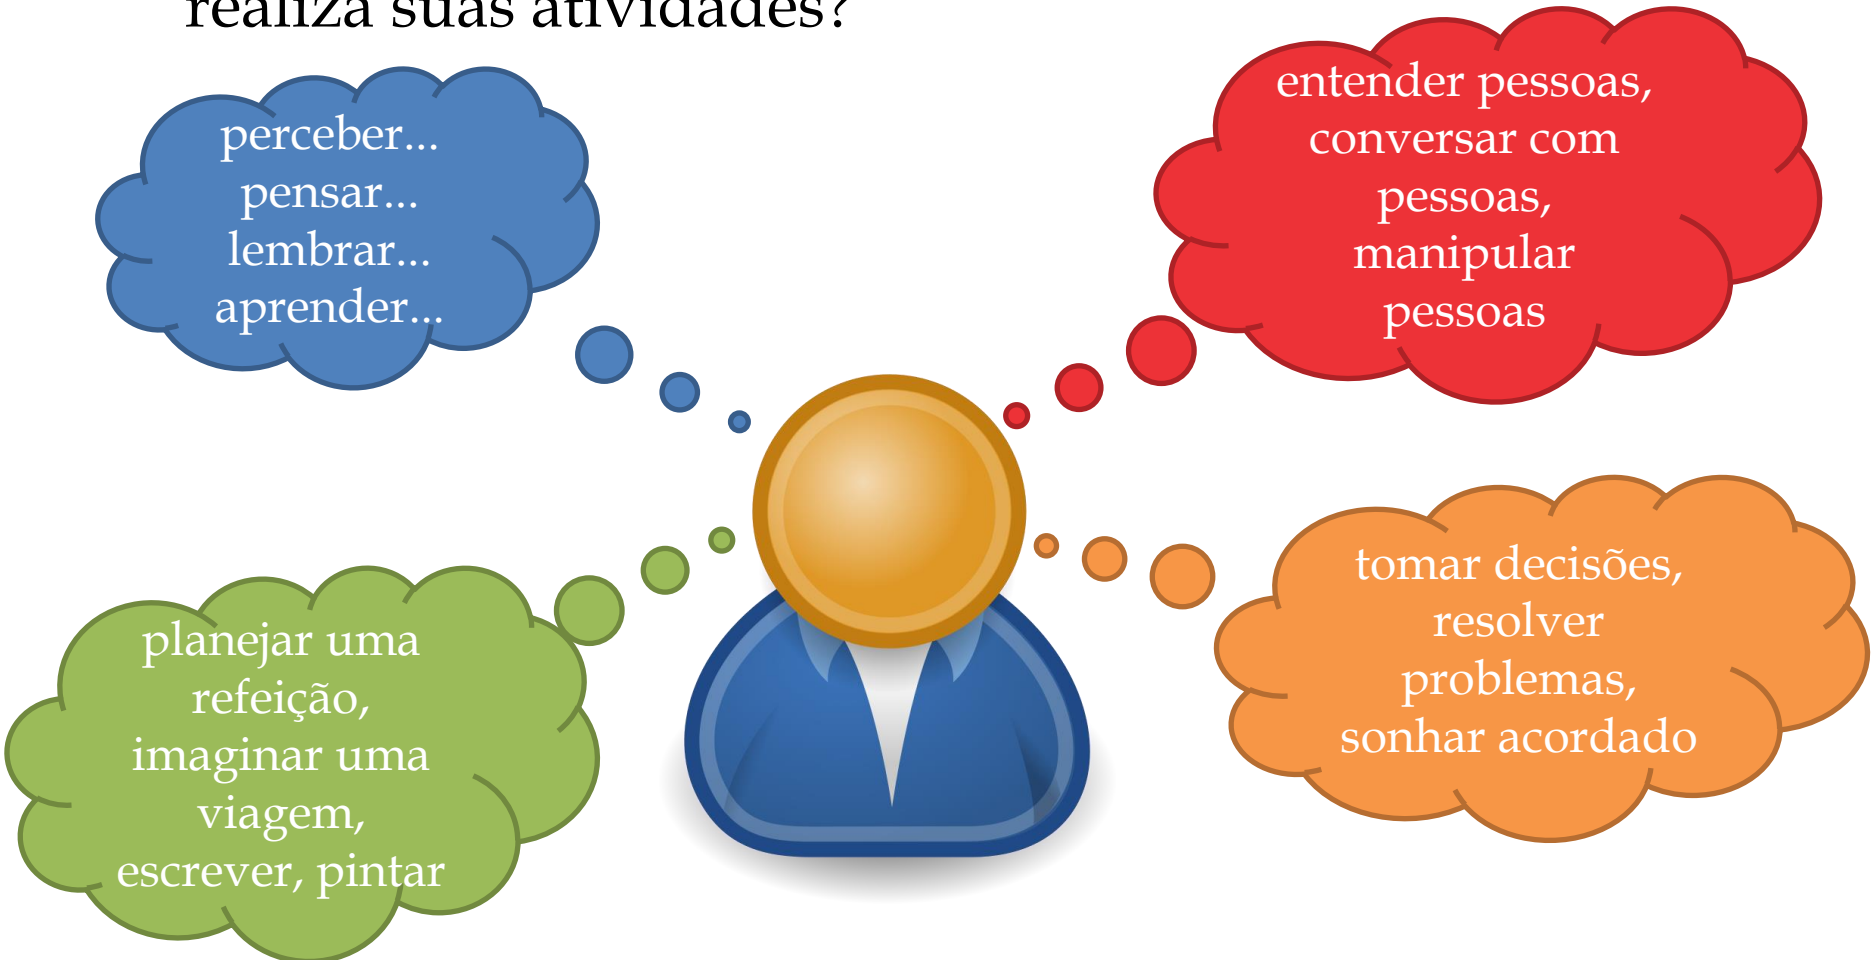 realiza suas atividades?
perceber...
pensar...
lembrar...
aprender...
entender pessoas,
conversar com
pessoas,
manipular
pessoas
planejar uma
refeição,
imaginar uma
viagem,
escrever, pintar
tomar decisões,
resolver
problemas,
sonhar acordado